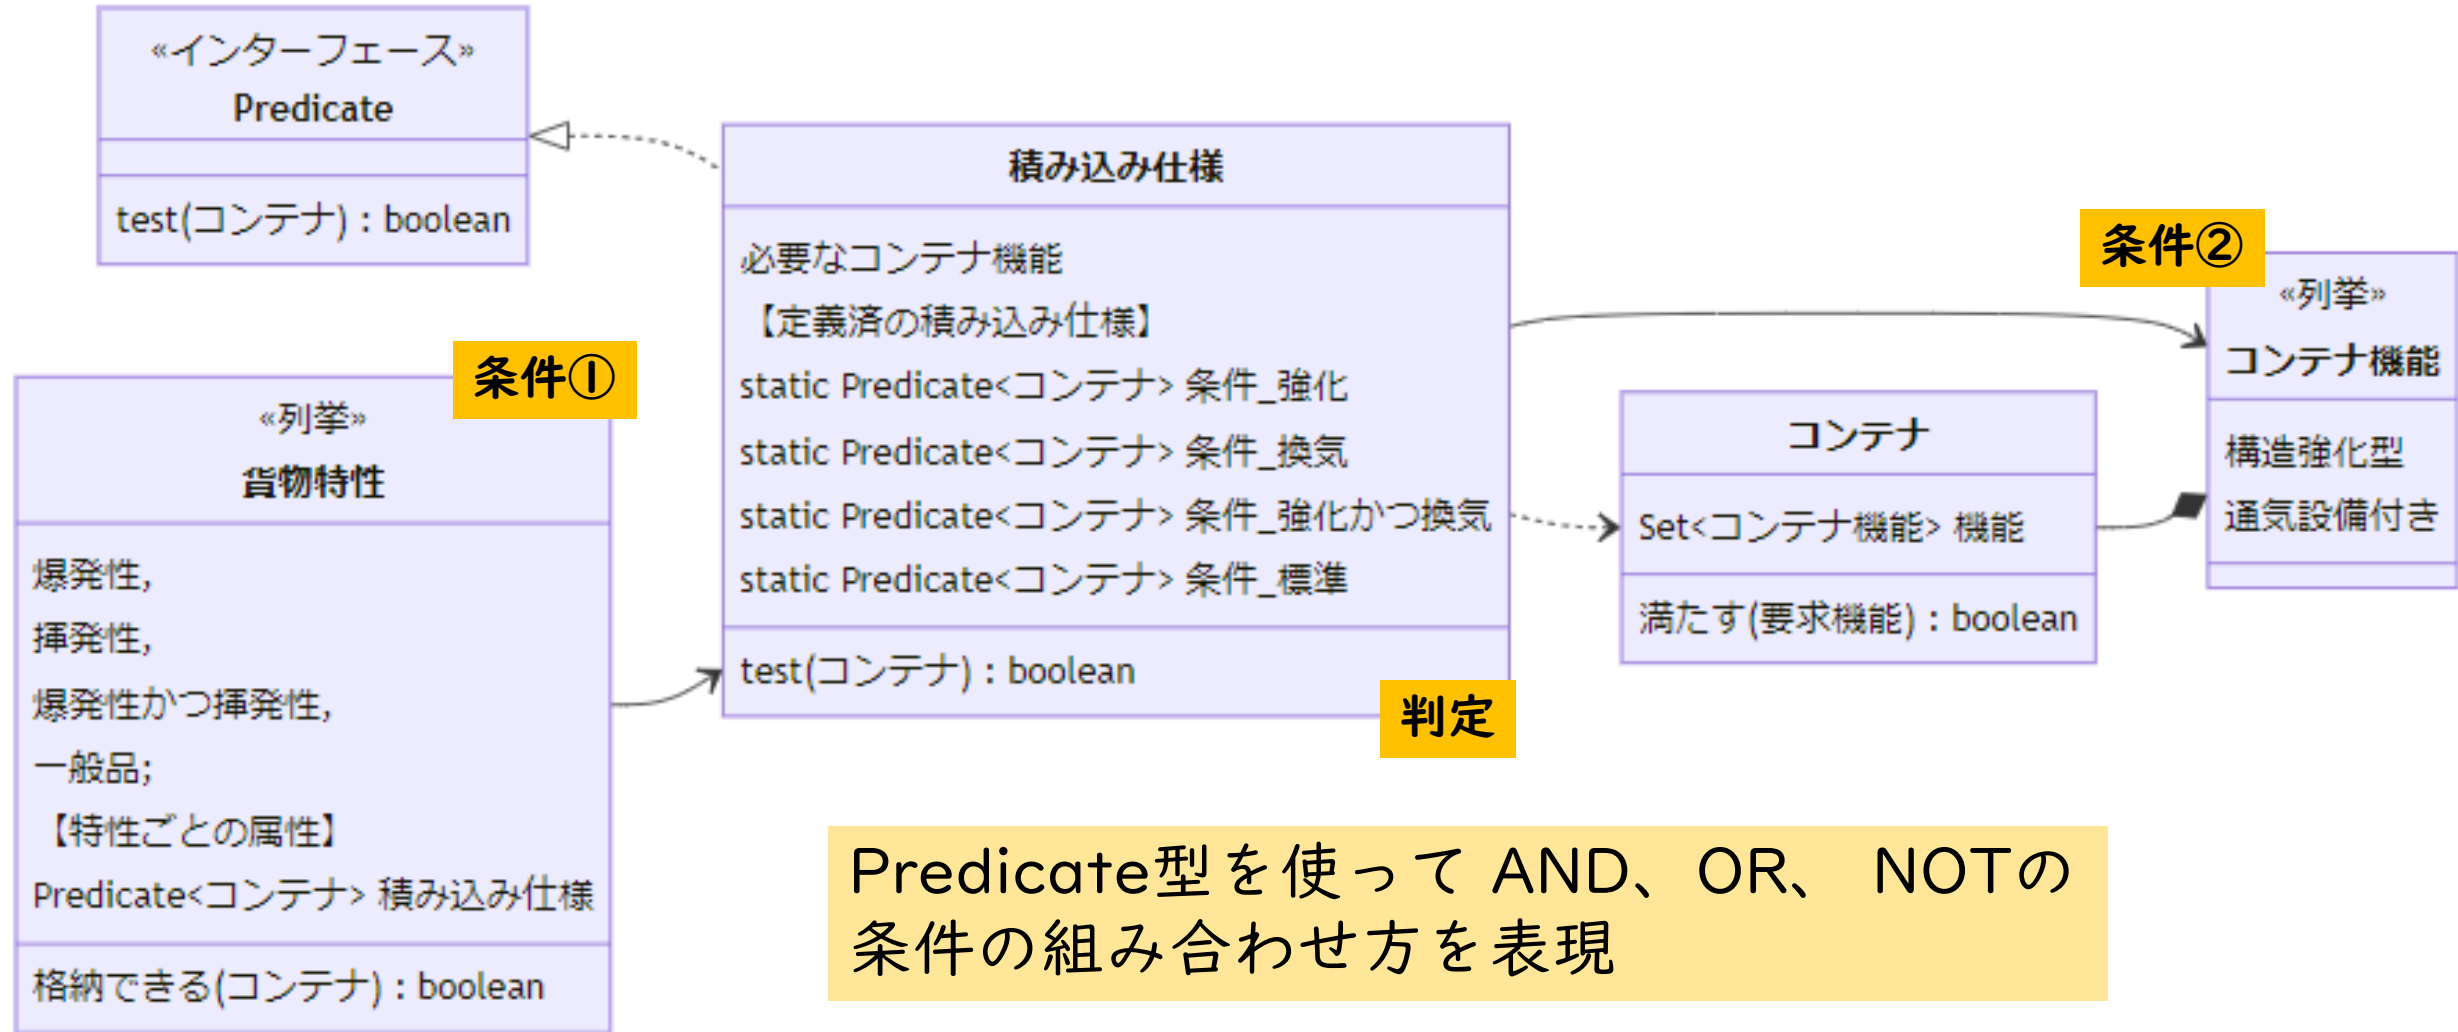 «インターフェース»
Predicate
test(コンテナ) : boolean
条件①
«列挙»
貨物特性
爆発性,
揮発性,
爆発性かつ揮発性,
一般品;
【特性ごとの属性】
Predicate<コンテナ> 積み込み仕様
格納できる(コンテナ) : boolean
積み込み仕様
必要なコンテナ機能
【定義済の積み込み仕様】
static Predicate<コンテナ> 条件_強化
static Predicate<コンテナ> 条件_換気
static Predicate<コンテナ> 条件_強化かつ換気
static Predicate<コンテナ> 条件_標準
test(コンテナ) : boolean
判定
コンテナ
Set<コンテナ機能> 機能
満たす(要求機能) : boolean
条件②
«列挙»
コンテナ機能
構造強化型
通気設備付き
Predicate型を使って AND、OR、 NOTの
条件の組み合わせ方を表現